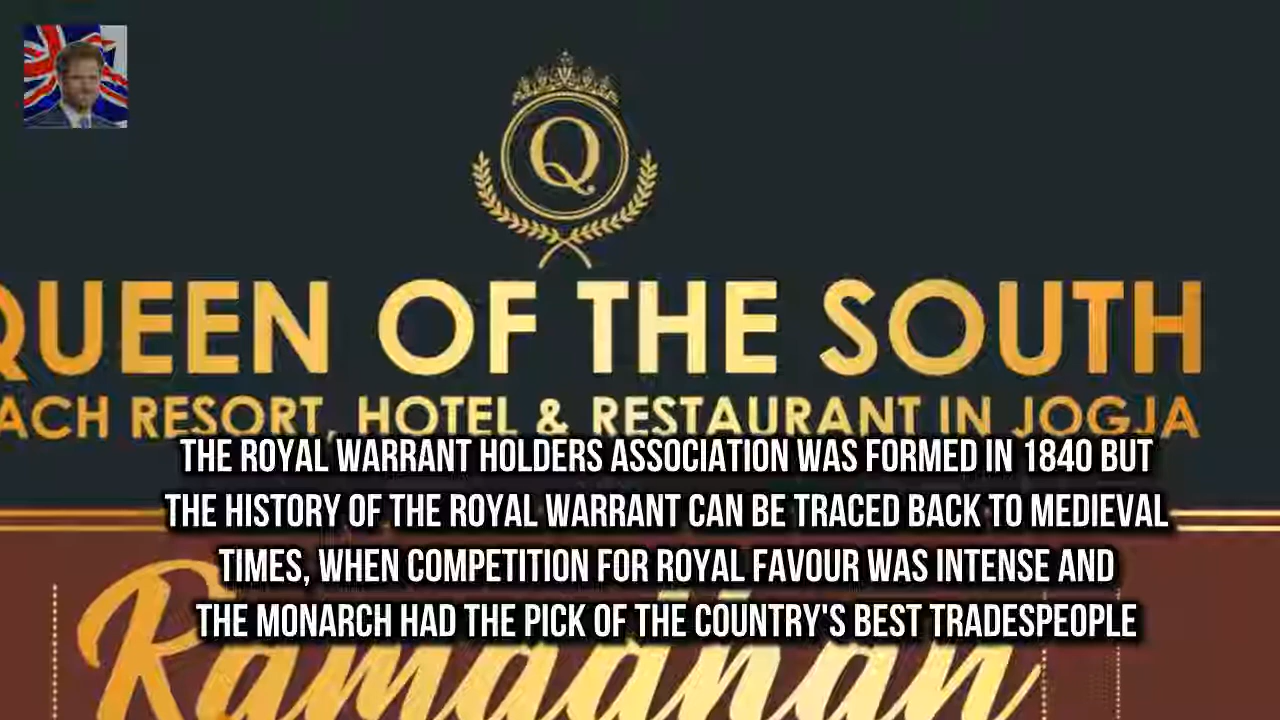 Q
QUEEN OF THE SOUTH
ACH RESORT, HOTEL & RESTAURANT IN JOGJA
THE ROYAL WARRANT HOLDERS ASSOCIATION WAS FORMED IN 1840 BUT
THE HISTORY OF THE ROYAL WARRANT CAN BE TRACED BACK TO MEDIEVAL
TIMES, WHEN COMPETITION FOR ROYAL FAVOUR WAS INTENSE AND
THE MONARCH HAD THE PICK OF THE COUNTRY'S BEST TRADESPEOPLE
Ramadhan